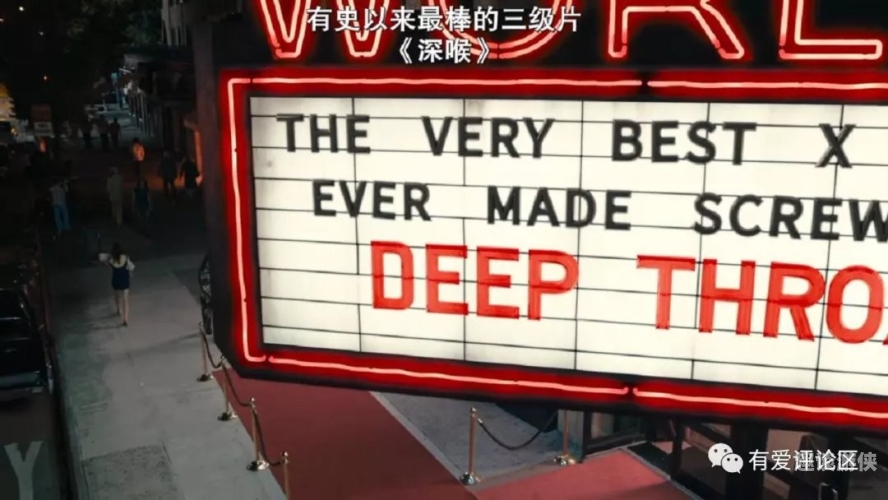 有史以来最棒的三级片
《深喉》
THE VERY BEST X
EVER MADE SCREW
DEEP THRO
Y
有爱评论区